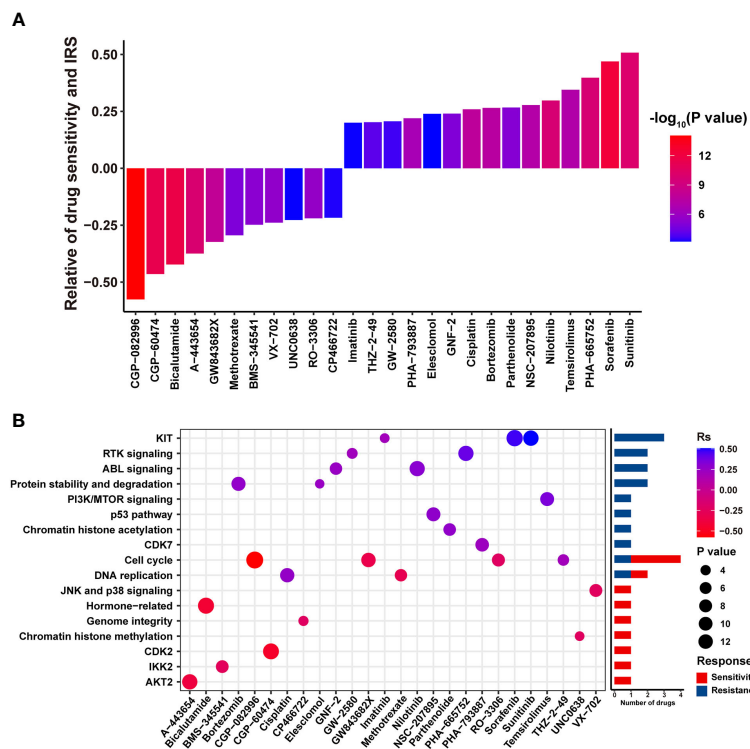 A
Relative of drug sensitivity and IRS
0.50
0.25
0.00
−0.25
−0.50
CGP−082996
CGP−60474
Bicalutamide
A−443654
GW843682X
Methotrexate
BMS−345541
VX−702
UNC0638
RO−3306
CP466722
Imatinib
THZ−2−49
GW−2580
PHA−793887
Elesclomol
GNF−2
Cisplatin
Bortezomib
Parthenolide
NSC−207895
Nilotinib
Temsirolimus
PHA−665752
Sorafenib
Sunitinib
-log10(P value)
12
9
6
B
KIT
RTK signaling
ABL signaling
Protein stability and degradation
PI3K/MTOR signaling
p53 pathway
Chromatin histone acetylation
CDK7
Cell cycle
DNA replication
JNK and p38 signaling
Hormone−related
Genome integrity
Chromatin histone methylation
CDK2
IKK2
AKT2
A−443654
Bicalutamide
BMS−345541
Bortezomib
CGP−082996
CGP−60474
Cisplatin
CP466722
Elesclomol
GNF−2
GW−2580
GW843682X
Imatinib
Methotrexate
Nilotinib
NSC−207895
Parthenolide
PHA−665752
PHA−793887
RO−3306
Sorafenib
Sunitinib
Temsirolimus
THZ−2−49
UNC0638
VX−702
0 1 2 3 4
Number of drugs
Rs
0.50
0.25
0.00
−0.25
−0.50
P value
4
6
8
10
12
Response
Sensitivit
Resistanc